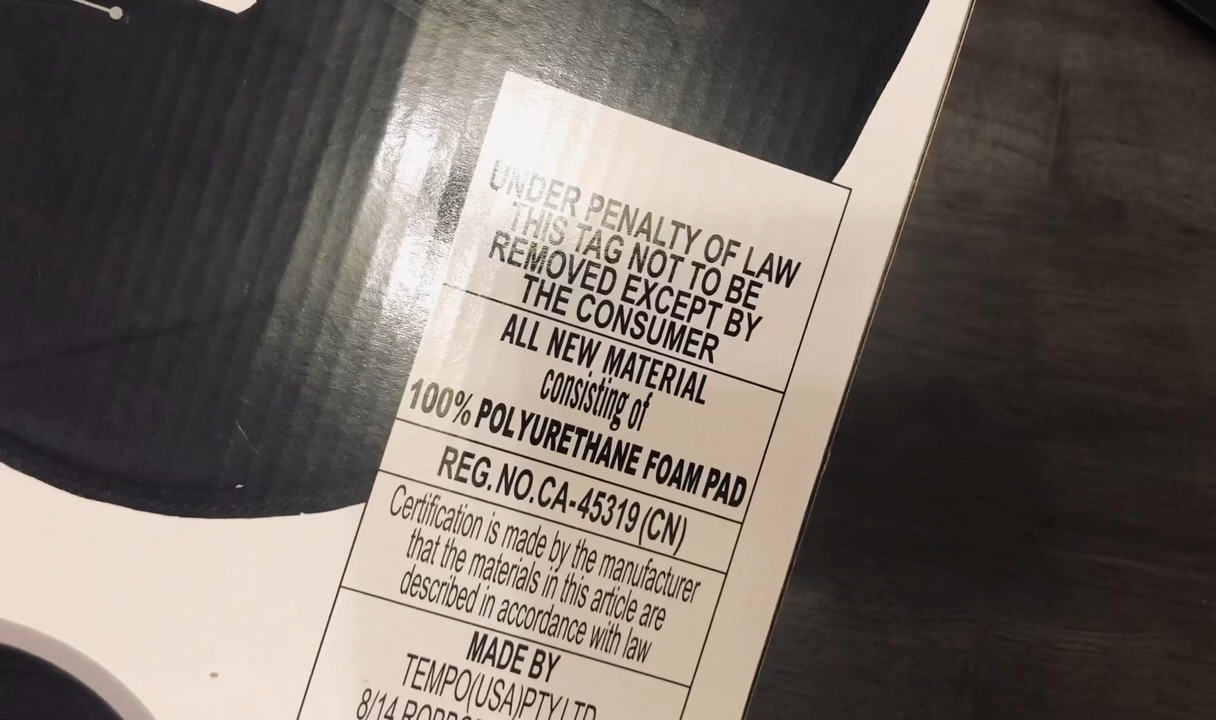 UNDER PENALTY OF LAW
THIS TAG NOT TO BE
REMOVED EXCEPT BY
THE CONSUMER
ALL NEW MATERIAL
consisting of
100% POLYURETHANE FOAM PAD
REG.NO.CA-45319(CN)
Certification is made by the manufacturer
that the materials in this article are
described in accordance with law
MADE BY
TEMPO(USA)PTY.LTD
8/14